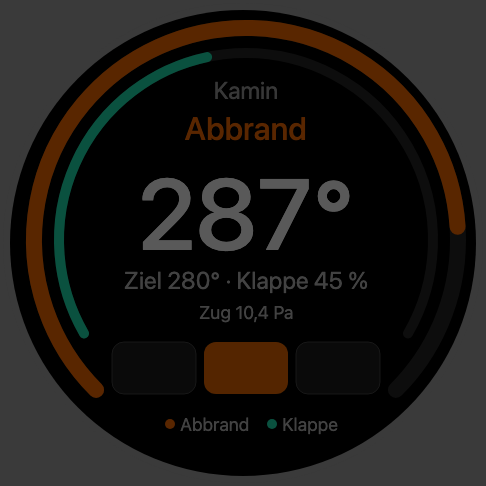 Kamin
Abbrand
287°
Ziel 280° · Klappe 45 %
Zug 10,4 Pa
Abbrand Klappe